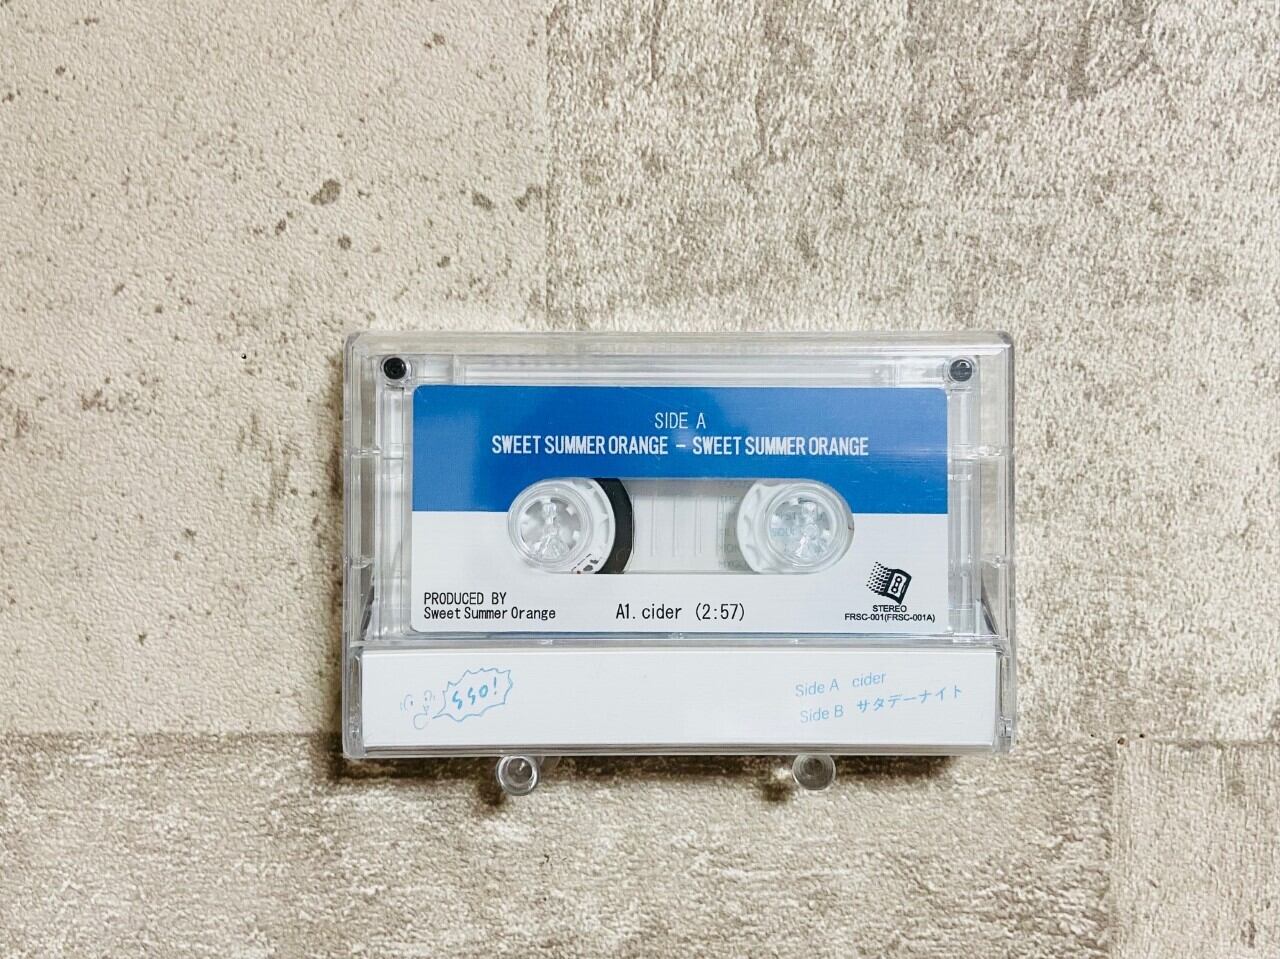 SIDE A
SWEET SUMMER ORANGE - SWEET SUMMER ORANGE
PRODUCED BY
Sweet Summer Orange
A1. cider (2:57)
STEREO
FRSC-001(FRSC-001A)
SSO!
Side A cider
Side B サタデーナイト